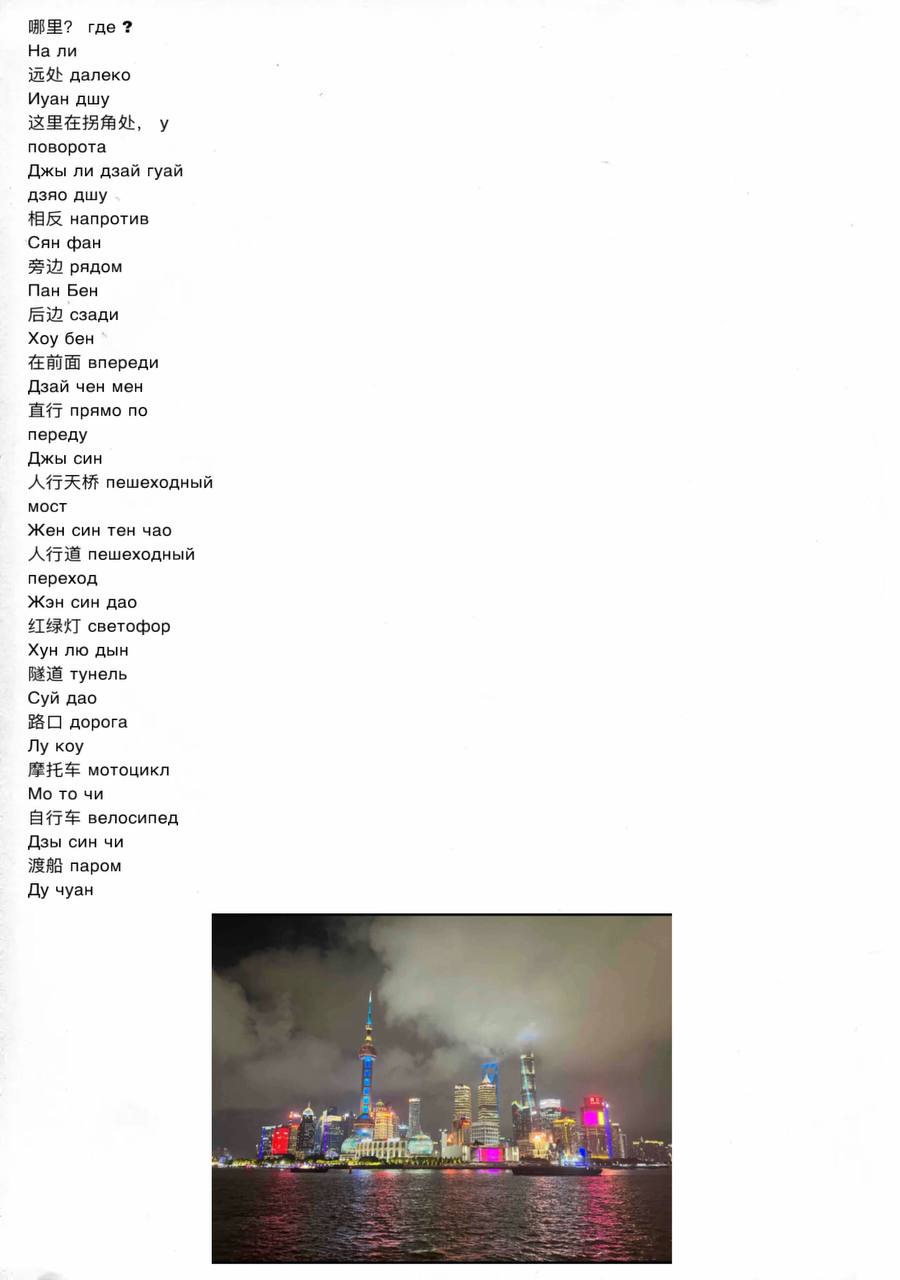 哪里？ где ?
На ли
远处 далеко
Иуан дшу
这里在拐角处， у
поворота
Джы ли дзай гуай
дзяо дшу
相反 напротив
Сян фан
旁边 рядом
Пан Бен
后边 сзади
Хоу бен
在前面 впереди
Дзай чен мен
直行 прямо по
переду
Джы син
人行天桥 пешеходный
мост
Жен син тен чао
人行道 пешеходный
переход
Жэн син дао
红绿灯 светофор
Хун лю дын
隧道 тунель
Суй дао
路口 дорога
Лу коу
摩托车 мотоцикл
Мо то чи
自行车 велосипед
Дзы син чи
渡船 паром
Ду чуан